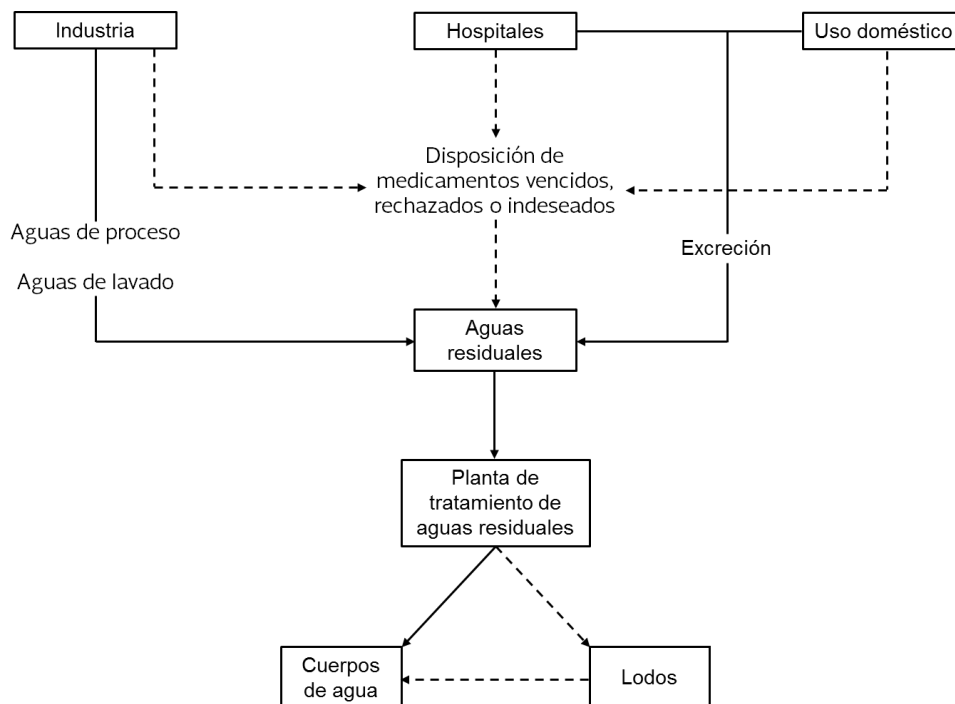 Industria
Hospitales
Uso doméstico
Disposición de
medicamentos vencidos,
rechazados o indeseados
Aguas de proceso
Excreción
Aguas de lavado
Aguas
residuales
Planta de
tratamiento de
aguas residuales
Cuerpos
de agua
Lodos